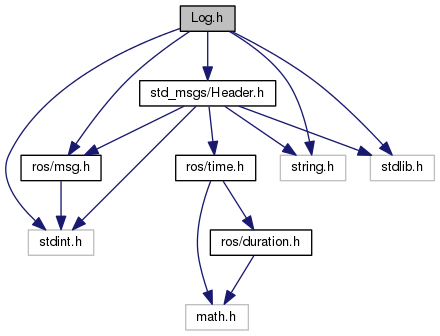 Log.h
std_msgs/Header.h
ros/msg.h
ros/time.h
string.h
stdlib.h
stdint.h
ros/duration.h
math.h